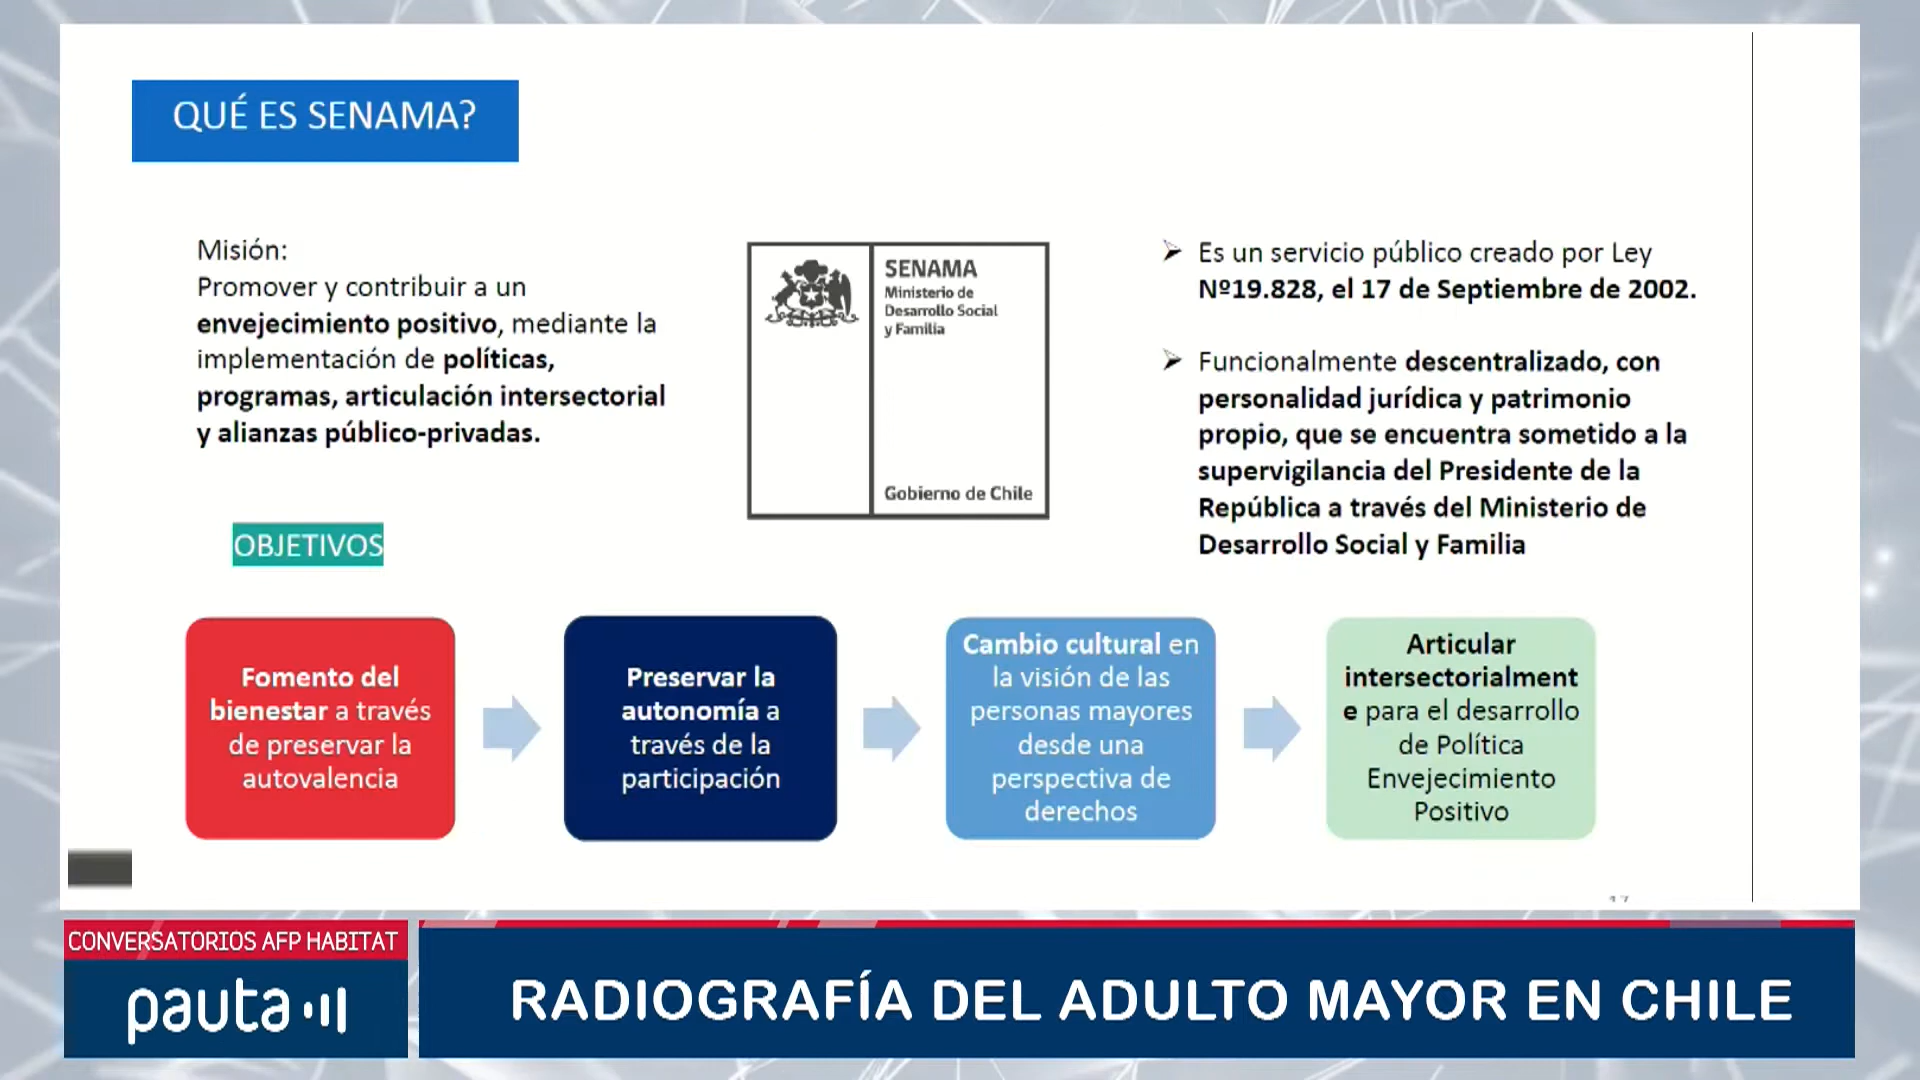 QUÉ ES SENAMA?
Misión:
Promover y contribuir a un
envejecimiento positivo, mediante la
implementación de políticas,
programas, articulación intersectorial
y alianzas público-privadas.
SENAMA
Ministerio de
Desarrollo Social
y Familia
Gobierno de Chile
Es un servicio público creado por Ley
Nº19.828, el 17 de Septiembre de 2002.
Funcionalmente descentralizado, con
personalidad jurídica y patrimonio
propio, que se encuentra sometido a la
supervigilancia del Presidente de la
República a través del Ministerio de
Desarrollo Social y Familia
OBJETIVOS
Fomento del
bienestar a través
de preservar la
autovalencia
Preservar la
autonomía a
través de la
participación
Cambio cultural en
la visión de las
personas mayores
desde una
perspectiva de
derechos
Articular
intersectorialment
e para el desarrollo
de Política
Envejecimiento
Positivo
CONVERSATORIOS AFP HABITAT
pauta
RADIOGRAFÍA DEL ADULTO MAYOR EN CHILE